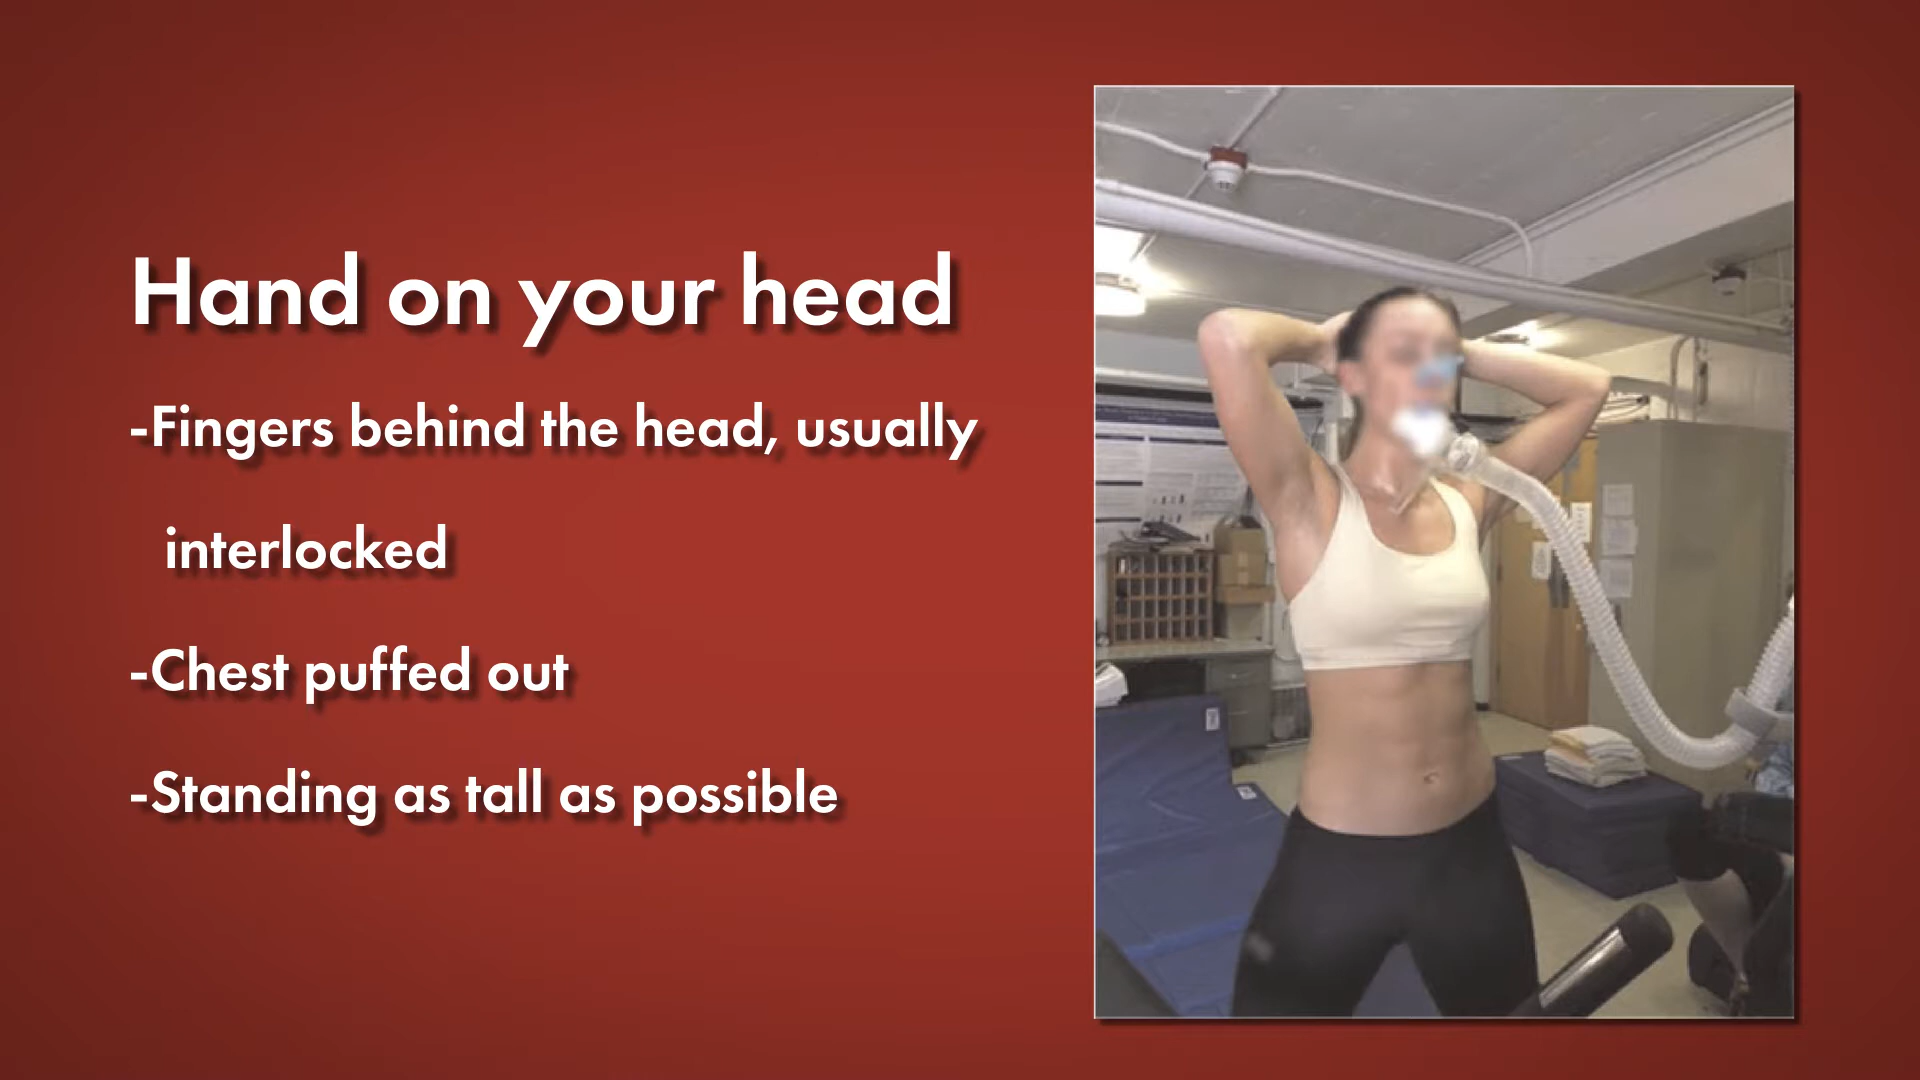 Hand on your head
-Fingers behind the head, usually
interlocked
-Chest puffed out
-Standing as tall as possible